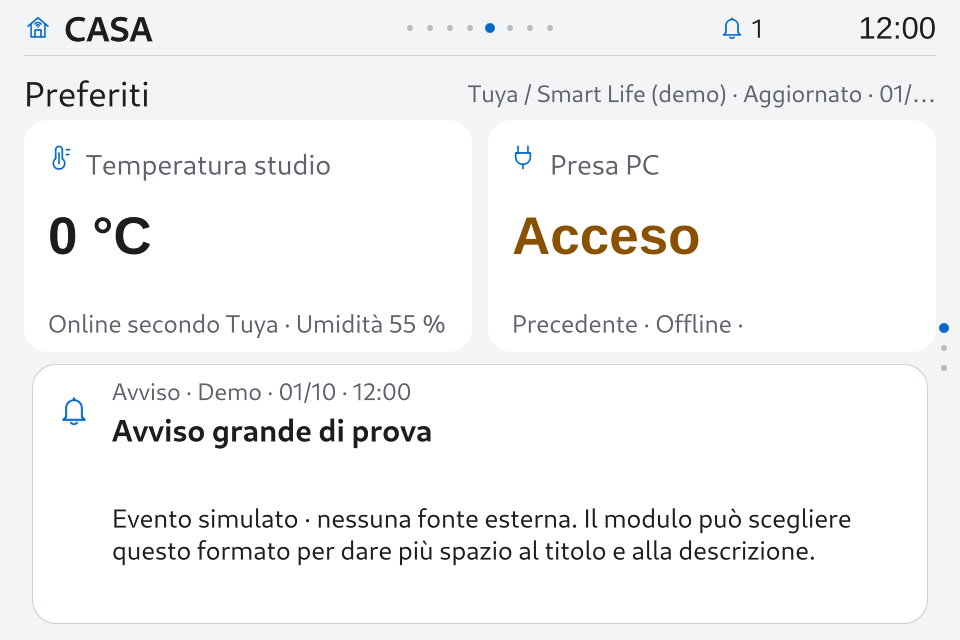 CASA
1
12:00
Preferiti
Tuya / Smart Life (demo) · Aggiornato · 01/…
Temperatura studio
0 °C
Online secondo Tuya · Umidità 55 %
Presa PC
Acceso
Precedente · Offline ·
Avviso · Demo · 01/10 · 12:00
Avviso grande di prova
Evento simulato · nessuna fonte esterna. Il modulo può scegliere
questo formato per dare più spazio al titolo e alla descrizione.